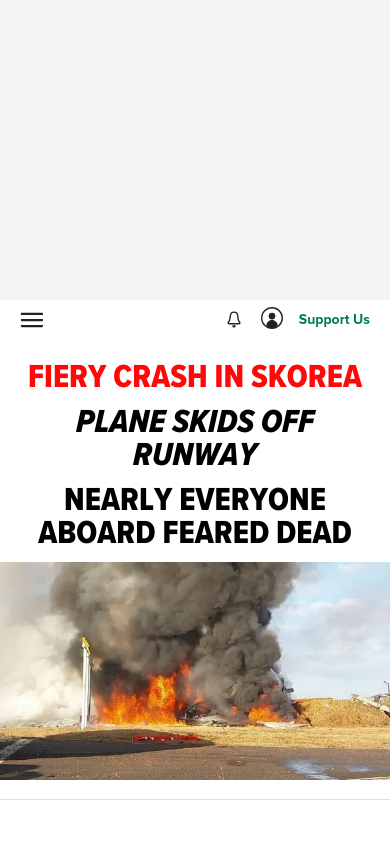 Support Us
FIERY CRASH IN SKOREA
PLANE SKIDS OFF
RUNWAY
NEARLY EVERYONE
ABOARD FEARED DEAD